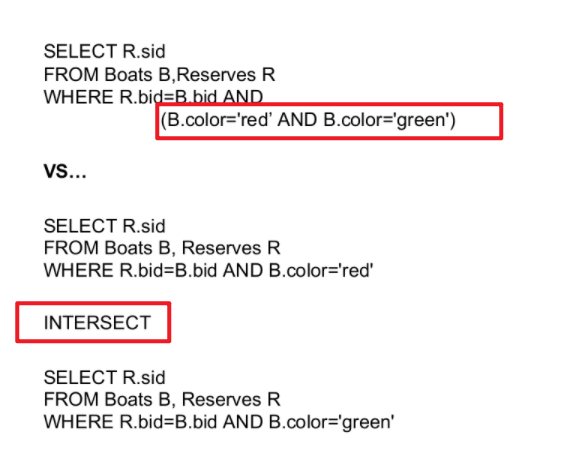 SELECT R.sid
FROM Boats B,Reserves R
WHERE R.bid=B.bid AND
(B.color='red' AND B.color='green')
VS...
SELECT R.sid
FROM Boats B, Reserves R
WHERE R.bid=B.bid AND B.color='red'
INTERSECT
SELECT R.sid
FROM Boats B, Reserves R
WHERE R.bid=B.bid AND B.color='green'